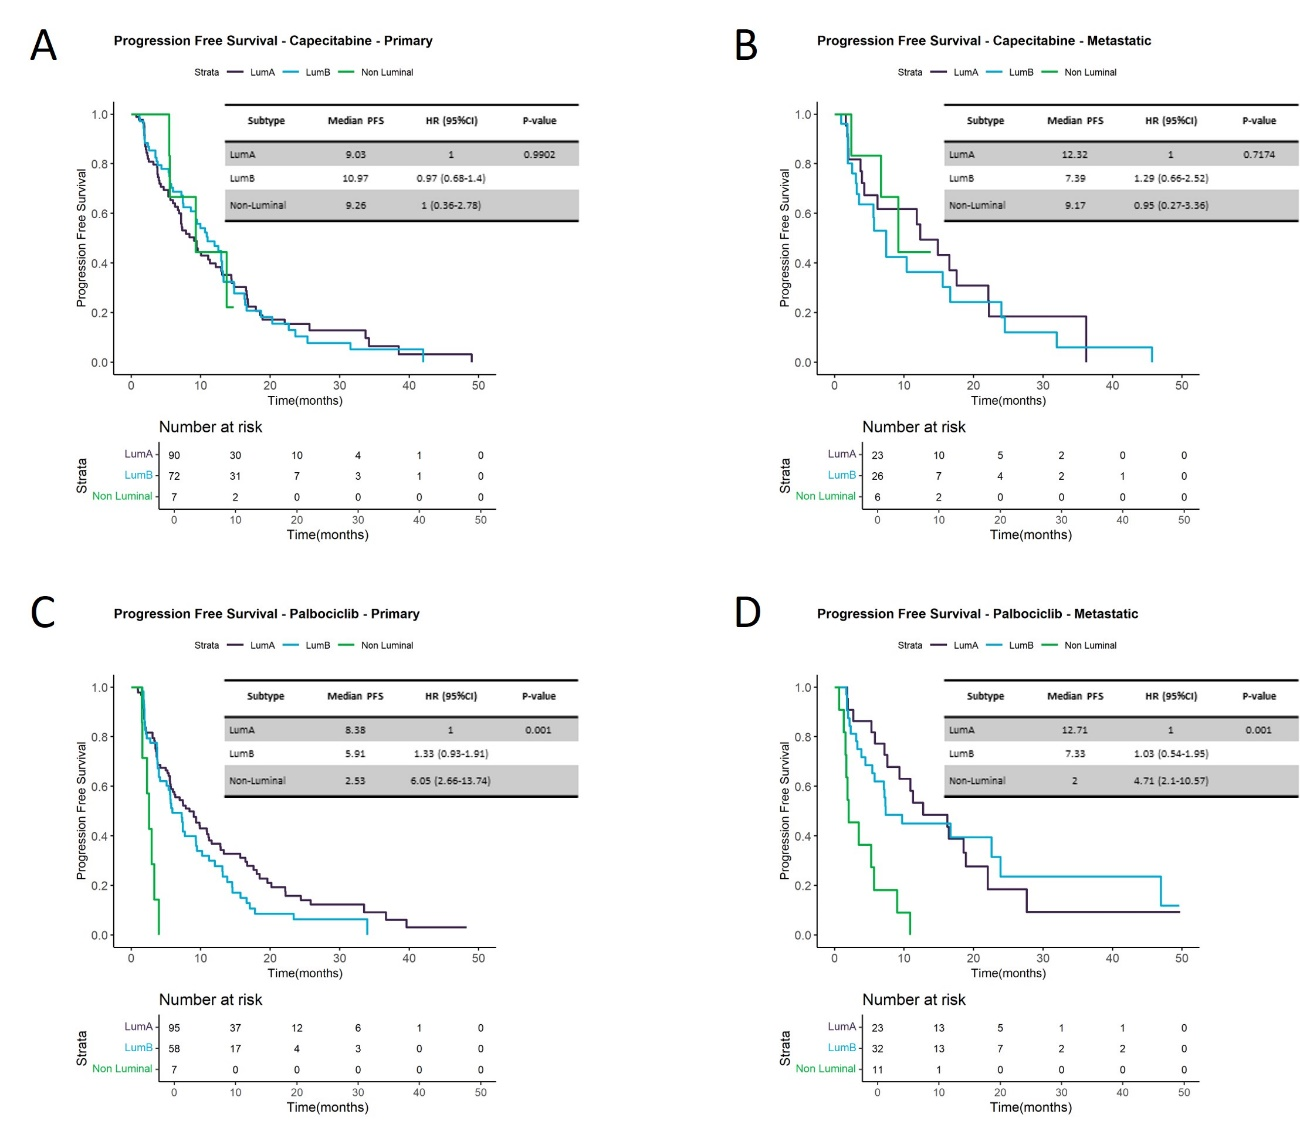 A
Progression Free Survival - Capecitabine - Primary
Strata LumA LumB Non Luminal
Subtype Median PFS HR (95%CI) P-value
LumA 9.03 1 0.9902
LumB 10.97 0.97 (0.68-1.4)
Non-Luminal 9.26 1 (0.36-2.78)
Progression Free Survival
1.0
0.8
0.6
0.4
0.2
0.0
0 10 20 30 40 50
Time(months)
Number at risk
Strata
LumA 90 30 10 4 1 0
LumB 72 31 7 3 1 0
Non Luminal 7 2 0 0 0 0
0 10 20 30 40 50
Time(months)
B
Progression Free Survival - Capecitabine - Metastatic
Strata LumA LumB Non Luminal
Subtype Median PFS HR (95%CI) P-value
LumA 12.32 1 0.7174
LumB 7.39 1.29 (0.66-2.52)
Non-Luminal 9.17 0.95 (0.27-3.36)
Progression Free Survival
1.0
0.8
0.6
0.4
0.2
0.0
0 10 20 30 40 50
Time(months)
Number at risk
Strata
LumA 23 10 5 2 0 0
LumB 26 7 4 2 1 0
Non Luminal 6 2 0 0 0 0
0 10 20 30 40 50
Time(months)
C
Progression Free Survival - Palbociclib - Primary
Strata LumA LumB Non Luminal
Subtype Median PFS HR (95%CI) P-value
LumA 8.38 1 0.001
LumB 5.91 1.33 (0.93-1.91)
Non-Luminal 2.53 6.05 (2.66-13.74)
Progression Free Survival
1.0
0.8
0.6
0.4
0.2
0.0
0 10 20 30 40 50
Time(months)
Number at risk
Strata
LumA 95 37 12 6 1 0
LumB 58 17 4 3 0 0
Non Luminal 7 0 0 0 0 0
0 10 20 30 40 50
Time(months)
D
Progression Free Survival - Palbociclib - Metastatic
Strata LumA LumB Non Luminal
Subtype Median PFS HR (95%CI) P-value
LumA 12.71 1 0.001
LumB 7.33 1.03 (0.54-1.95)
Non-Luminal 2 4.71 (2.1-10.57)
Progression Free Survival
1.0
0.8
0.6
0.4
0.2
0.0
0 10 20 30 40 50
Time(months)
Number at risk
Strata
LumA 23 13 5 1 1 0
LumB 32 13 7 2 2 0
Non Luminal 11 1 0 0 0 0
0 10 20 30 40 50
Time(months)